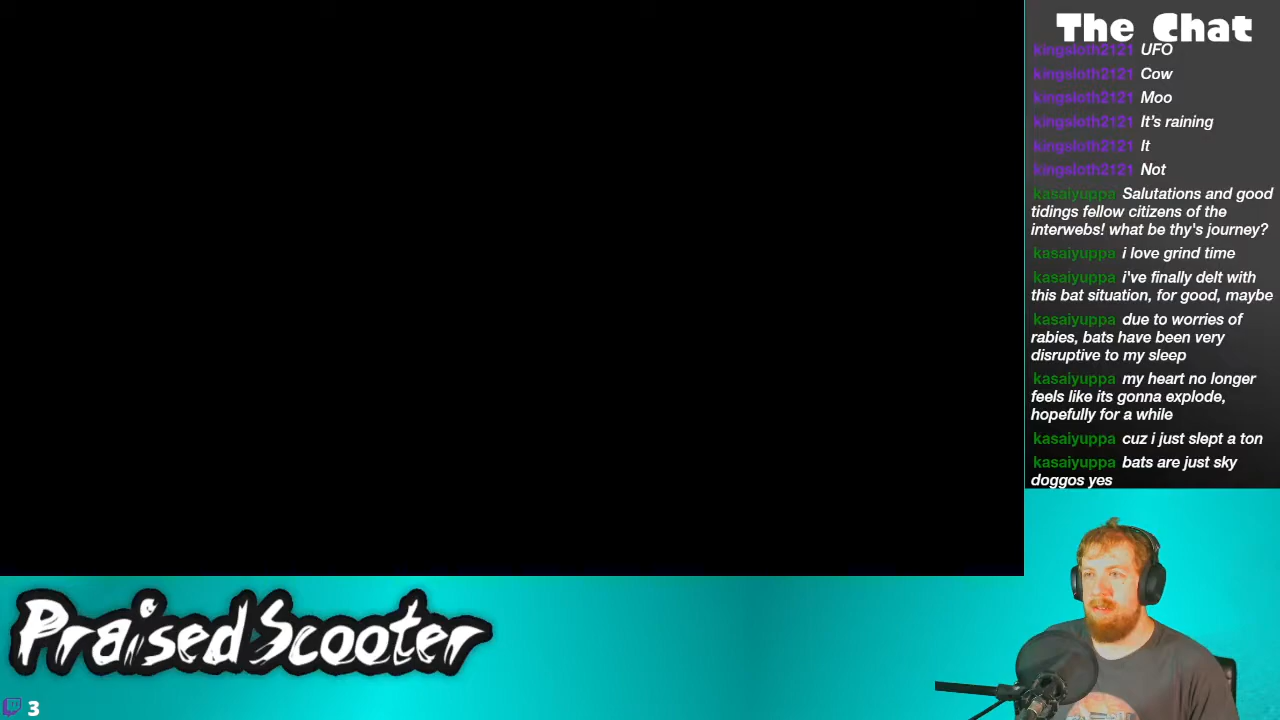 The Chat
kingsloth2121 UFO
kingsloth2121 Cow
kingsloth2121 Moo
kingsloth2121 It's raining
kingsloth2121 It
kingsloth2121 Not
kasaiyuppa Salutations and good
tidings fellow citizens of the
interwebs! what be thy's journey?
kasaiyuppa i love grind time
kasaiyuppa i've finally delt with
this bat situation, for good, maybe
kasaiyuppa due to worries of
rabies, bats have been very
disruptive to my sleep
kasaiyuppa my heart no longer
feels like its gonna explode,
hopefully for a while
kasaiyuppa cuz i just slept a ton
kasaiyuppa bats are just sky
doggos yes
Praised Scooter
3